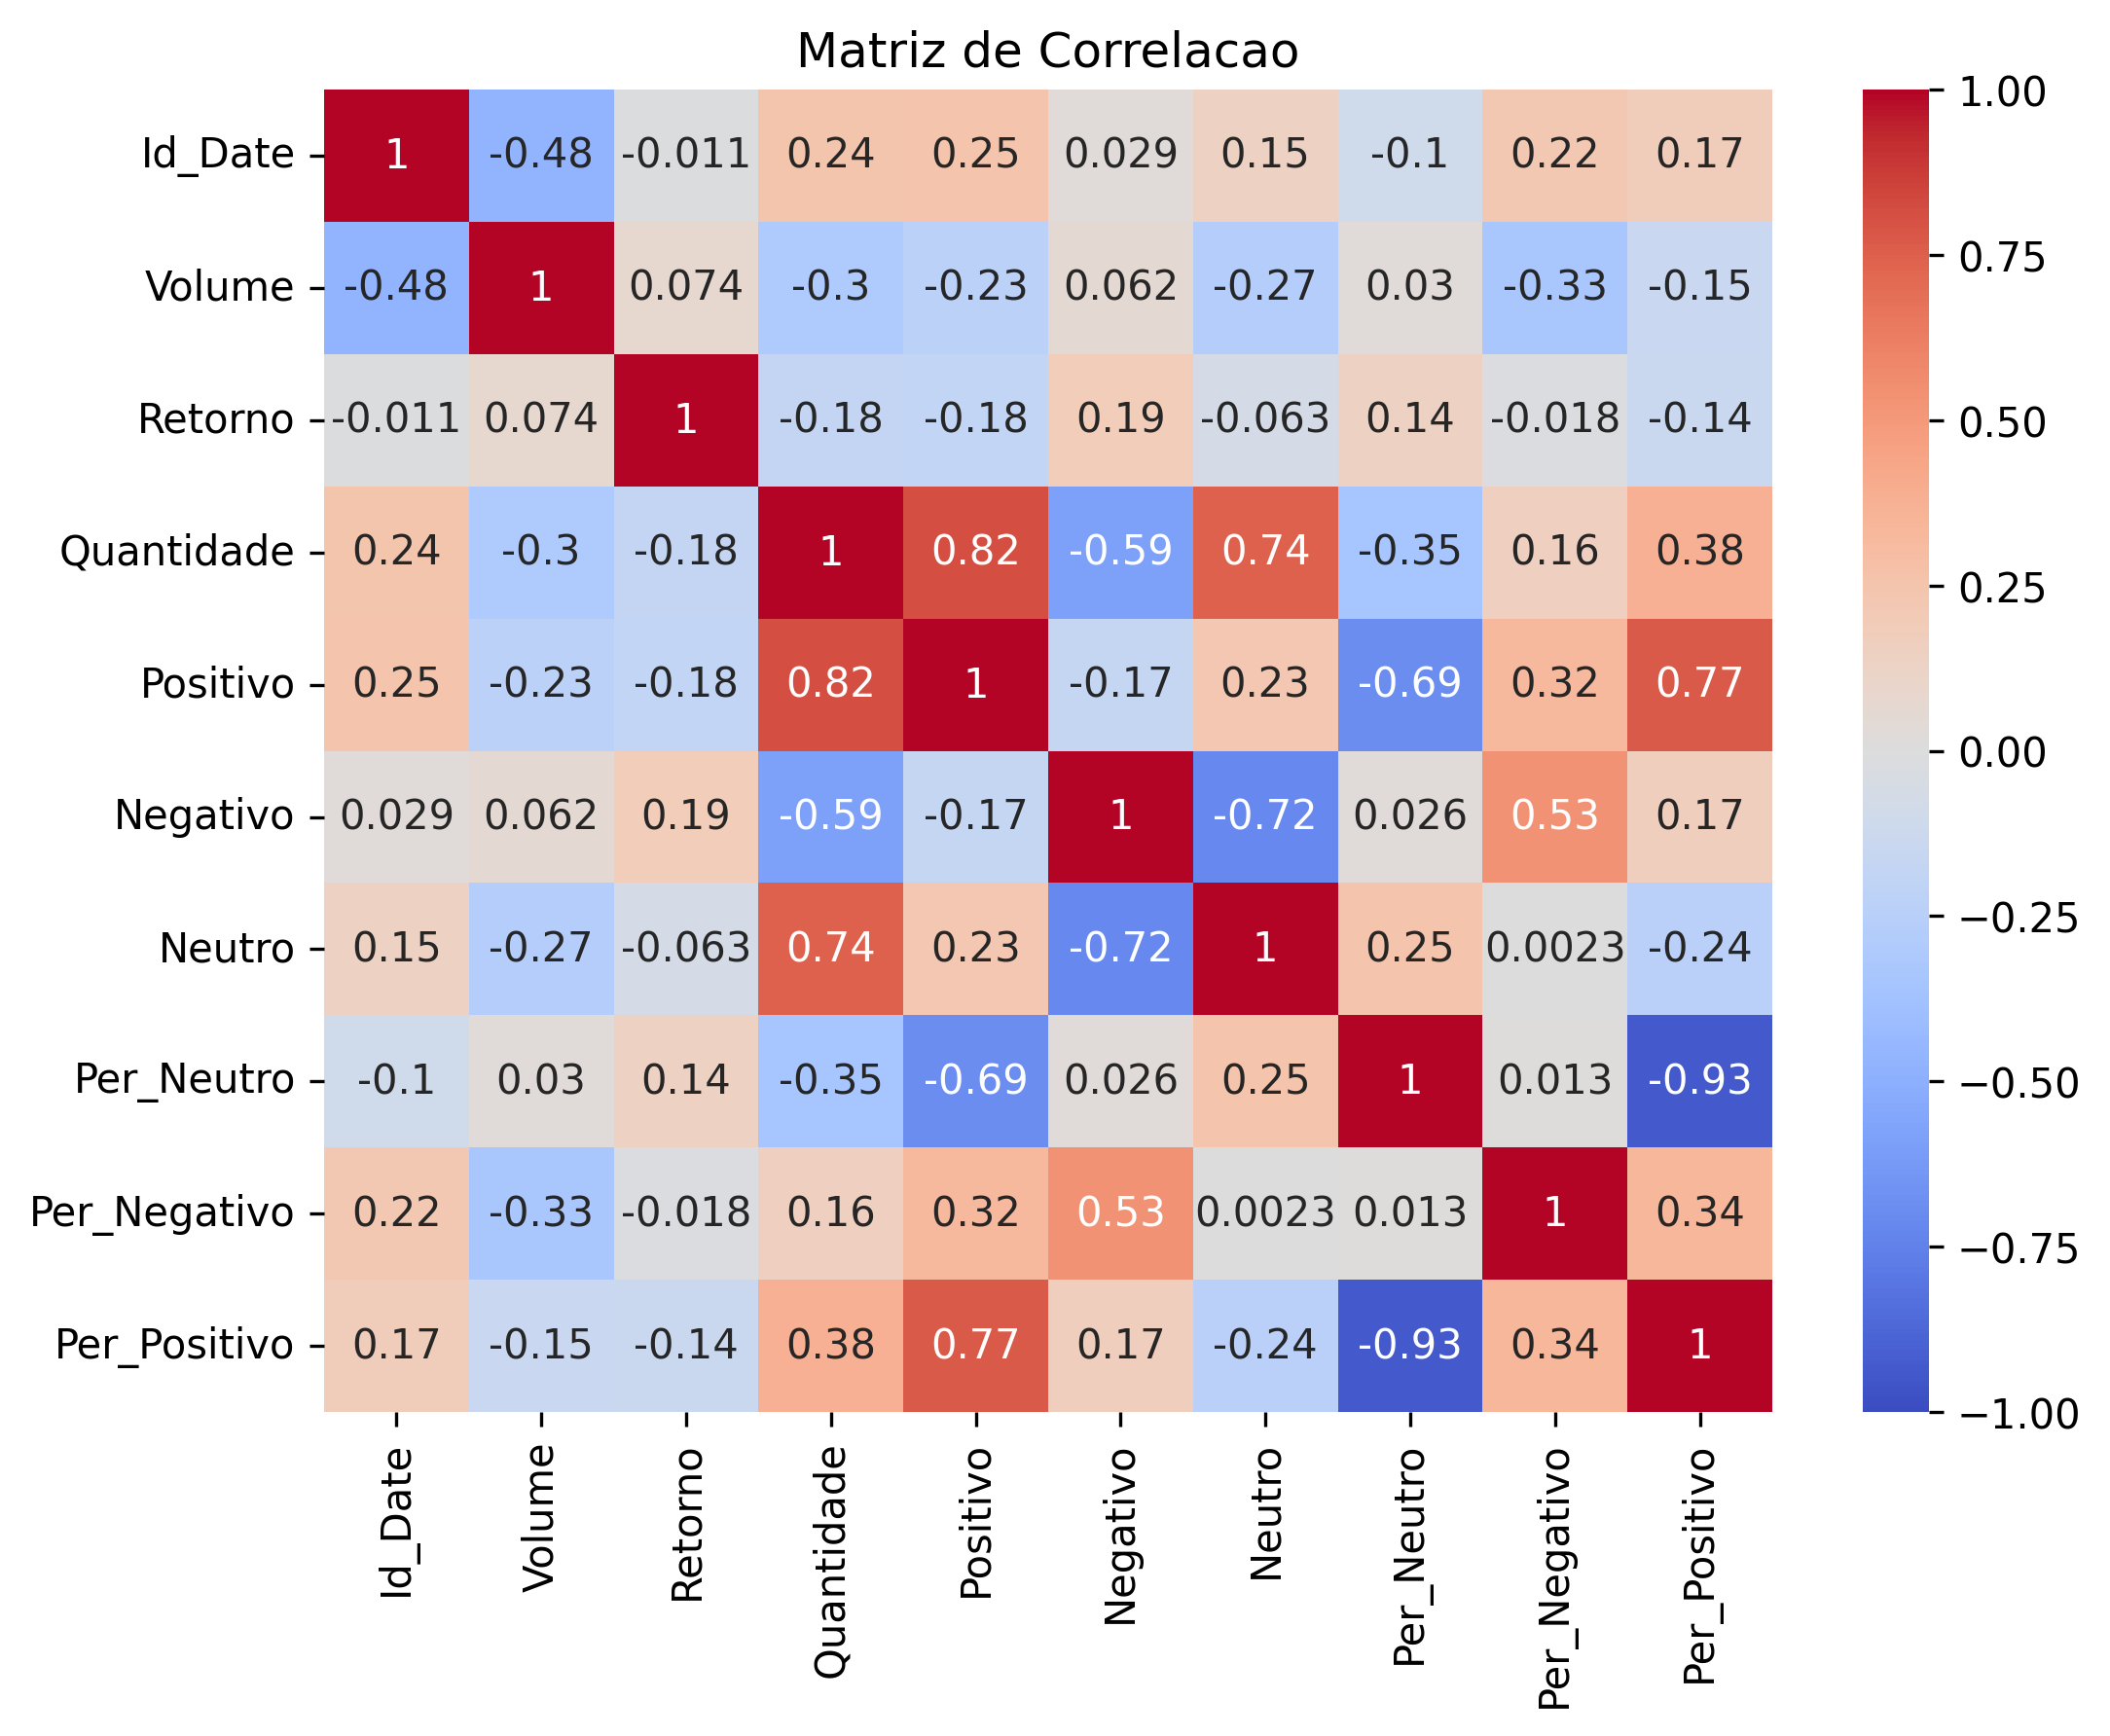 Matriz de Correlacao
Id_Date 1 -0.48 -0.011 0.24 0.25 0.029 0.15 -0.1 0.22 0.17
Volume -0.48 1 0.074 -0.3 -0.23 0.062 -0.27 0.03 -0.33 -0.15
Retorno -0.011 0.074 1 -0.18 -0.18 0.19 -0.063 0.14 -0.018 -0.14
Quantidade 0.24 -0.3 -0.18 1 0.82 -0.59 0.74 -0.35 0.16 0.38
Positivo 0.25 -0.23 -0.18 0.82 1 -0.17 0.23 -0.69 0.32 0.77
Negativo 0.029 0.062 0.19 -0.59 -0.17 1 -0.72 0.026 0.53 0.17
Neutro 0.15 -0.27 -0.063 0.74 0.23 -0.72 1 0.25 0.0023 -0.24
Per_Neutro -0.1 0.03 0.14 -0.35 -0.69 0.026 0.25 1 0.013 -0.93
Per_Negativo 0.22 -0.33 -0.018 0.16 0.32 0.53 0.0023 0.013 1 0.34
Per_Positivo 0.17 -0.15 -0.14 0.38 0.77 0.17 -0.24 -0.93 0.34 1
Id_Date Volume Retorno Quantidade Positivo Negativo Neutro Per_Neutro Per_Negativo Per_Positivo
1.00
0.75
0.50
0.25
0.00
−0.25
−0.50
−0.75
−1.00